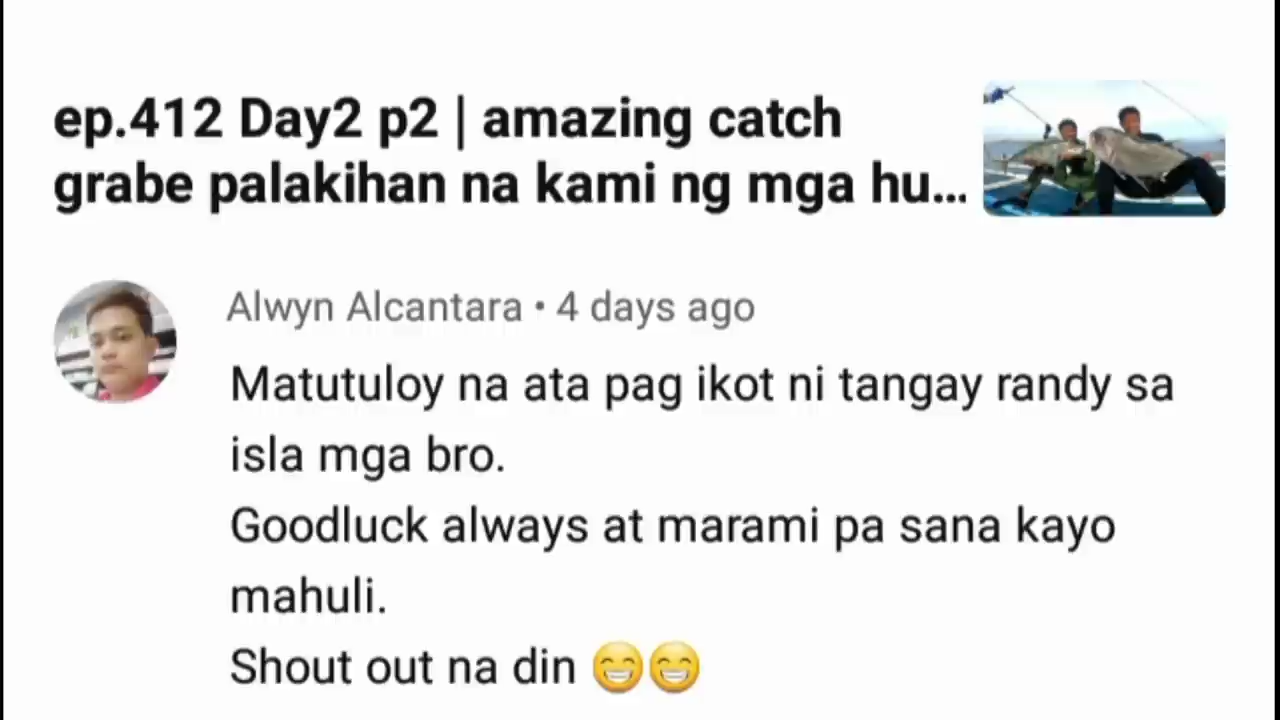 ep.412 Day2 p2 | amazing catch
grabe palakihan na kami ng mga hu...
Alwyn Alcantara • 4 days ago
Matutuloy na ata pag ikot ni tangay randy sa
isla mga bro.
Goodluck always at marami pa sana kayo
mahuli.
Shout out na din 😁😁